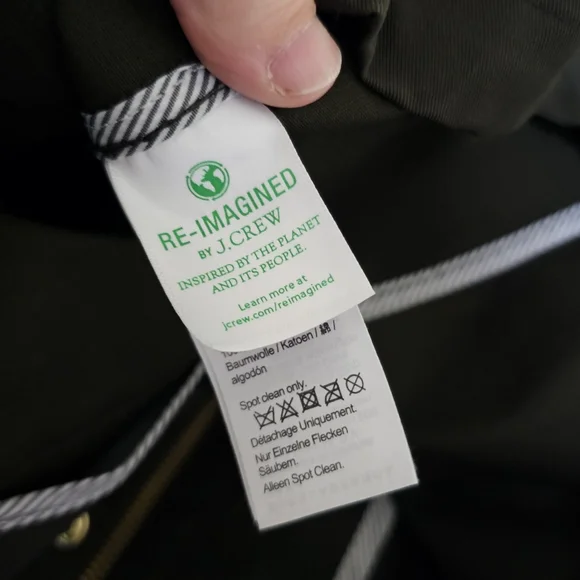 RE-IMAGINED
BY J.CREW
INSPIRED BY THE PLANET
AND ITS PEOPLE.
Learn more at
jcrew.com/reimagined
Baumwolle / Katoen / 棉 /
algodón
Spot clean only.
Détachage Uniquement.
Nur Einzelne Flecken
Säubern.
Alleen Spot Clean.